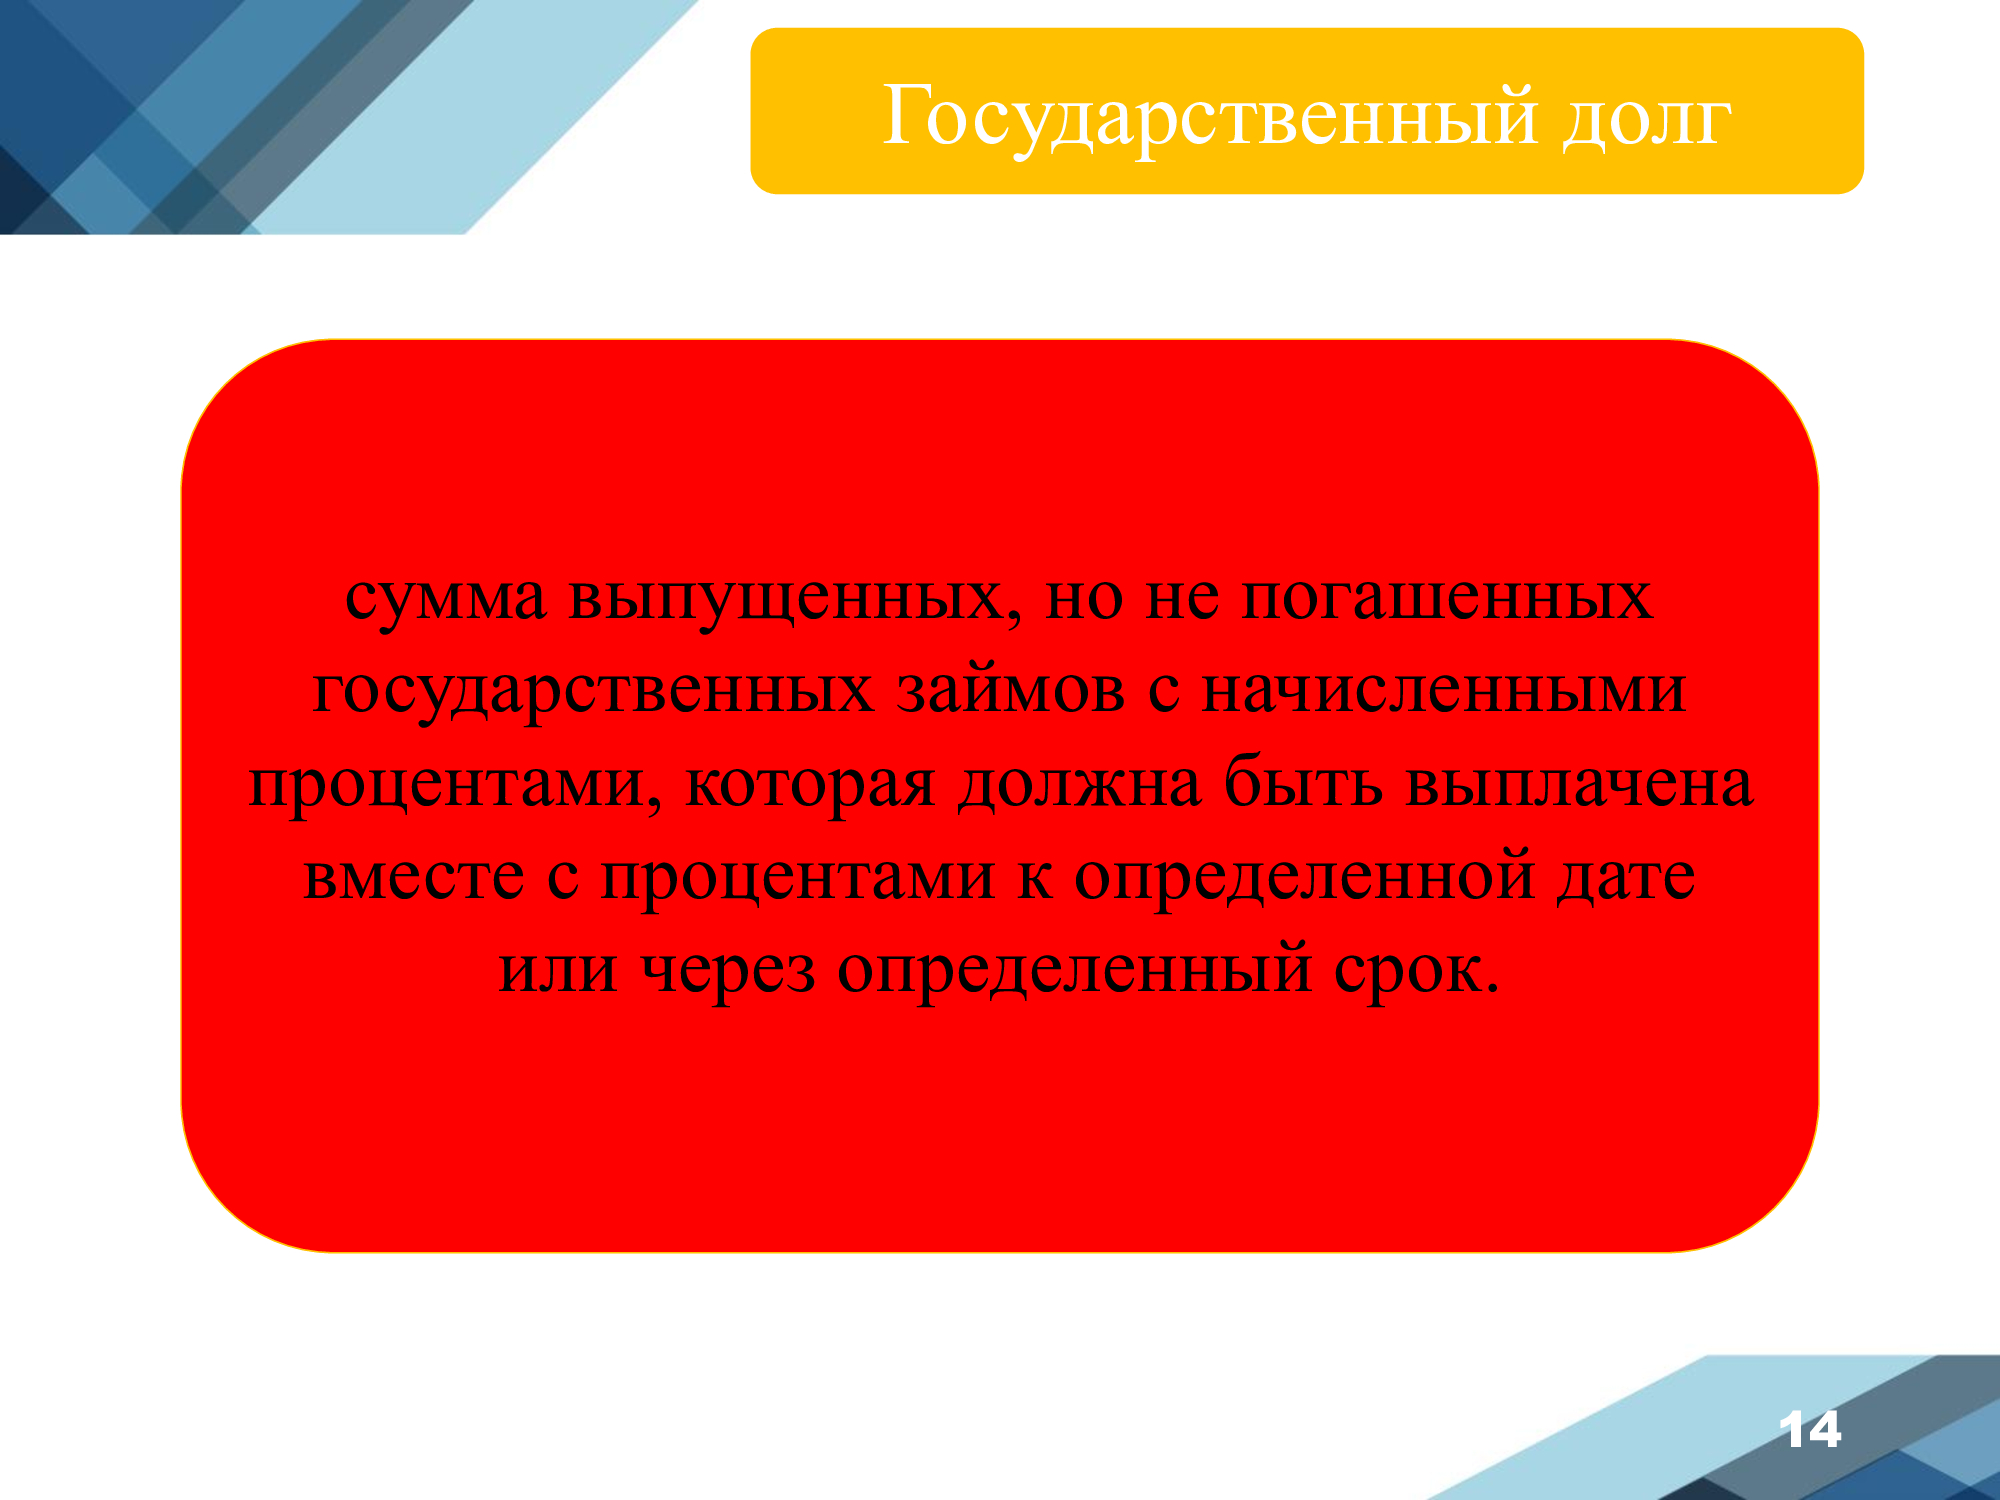 Государственный долг
сумма выпущенных, но не погашенных
государственных займов с начисленными
процентами, которая должна быть выплачена
вместе с процентами к определенной дате
или через определенный срок.
14